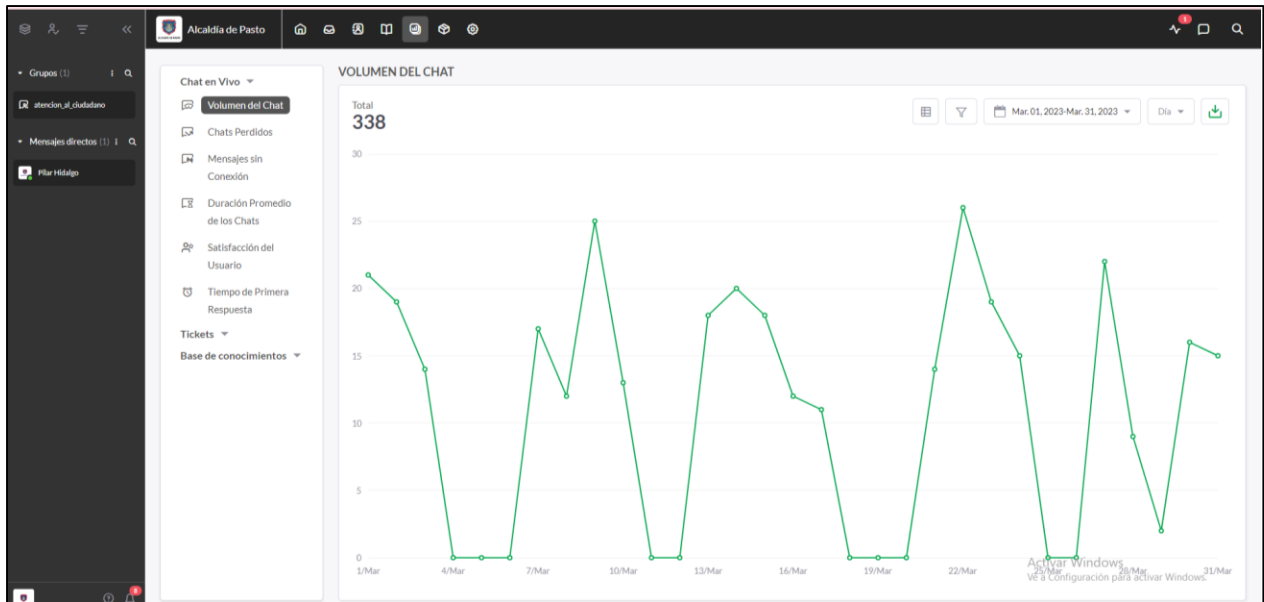 Alcaldía de Pasto
1
Grupos (1)
atencion_al_ciudadano
Mensajes directos (1)
Pilar Hidalgo
8
Chat en Vivo
Volumen del Chat
Chats Perdidos
Mensajes sin
Conexión
Duración Promedio
de los Chats
Satisfacción del
Usuario
Tiempo de Primera
Respuesta
Tickets
Base de conocimientos
VOLUMEN DEL CHAT
Total
338
Mar. 01, 2023-Mar. 31, 2023
Día
30
25
20
15
10
5
0
1/Mar 4/Mar 7/Mar 10/Mar 13/Mar 16/Mar 19/Mar 22/Mar 25/Mar 28/Mar 31/Mar
Activar Windows
Ve a Configuración para activar Windows.